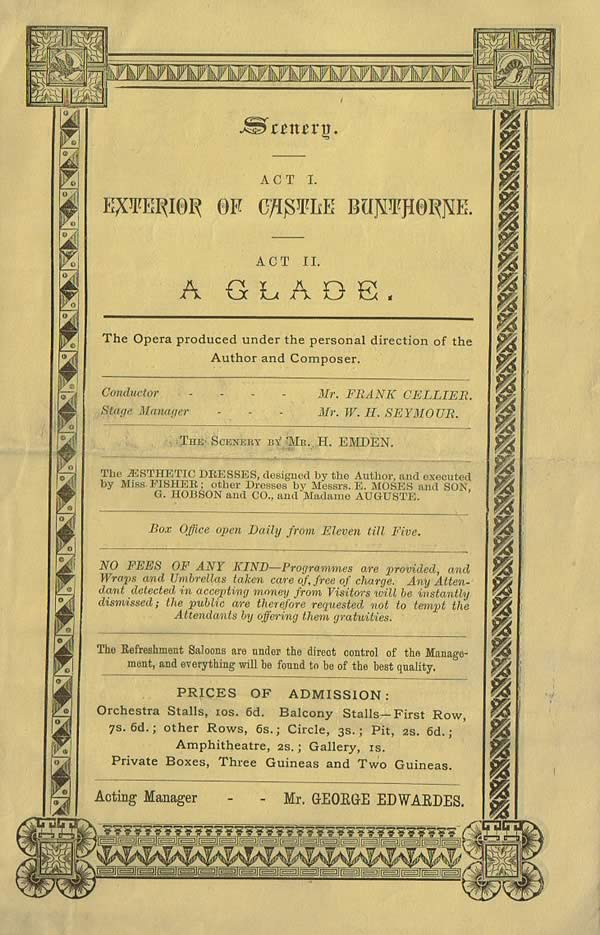 Scenery.
ACT I.
EXTERIOR OF CASTLE BUNTHORNE.
ACT II.
A GLADE.
The Opera produced under the personal direction of the
Author and Composer.
Conductor - - - - Mr. FRANK CELLIER.
Stage Manager - - - Mr. W. H. SEYMOUR.
THE SCENERY BY MR. H. EMDEN.
The ÆSTHETIC DRESSES, designed by the Author, and executed
by Miss FISHER; other Dresses by Messrs. E. MOSES and SON,
G. HOBSON and CO., and Madame AUGUSTE.
Box Office open Daily from Eleven till Five.
NO FEES OF ANY KIND—Programmes are provided, and
Wraps and Umbrellas taken care of, free of charge. Any Atten-
dant detected in accepting money from Visitors will be instantly
dismissed; the public are therefore requested not to tempt the
Attendants by offering them gratuities.
The Refreshment Saloons are under the direct control of the Manage-
ment, and everything will be found to be of the best quality.
PRICES OF ADMISSION:
Orchestra Stalls, 10s. 6d. Balcony Stalls—First Row,
7s. 6d.; other Rows, 6s.; Circle, 3s.; Pit, 2s. 6d.;
Amphitheatre, 2s.; Gallery, 1s.
Private Boxes, Three Guineas and Two Guineas.
Acting Manager - - Mr. GEORGE EDWARDES.